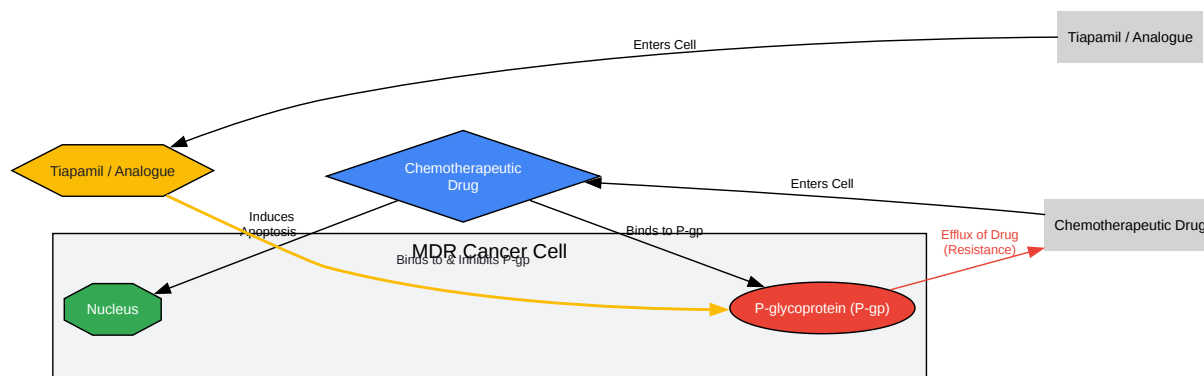 Tiapamil / Analogue
Enters Cell
Tiapamil / Analogue
Chemotherapeutic
Drug
Enters Cell
Chemotherapeutic Drug
Induces
Apoptosis
Binds to P-gp
Efflux of Drug
(Resistance)
MDR Cancer Cell
Binds to & Inhibits P-gp
Nucleus
P-glycoprotein (P-gp)